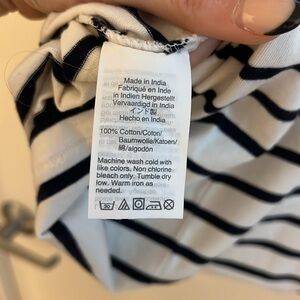 Made in India
Fabriqué en Inde
in Indien Hergestellt
Vervaardigd in India
インド製
Hecho en India
100% Cotton/Coton/
Baumwolle/Katoen/
綿/algodón
Machine wash cold with
like colors. Non chlorine
bleach only. Tumble dry
low. Warm iron as
needed.
30